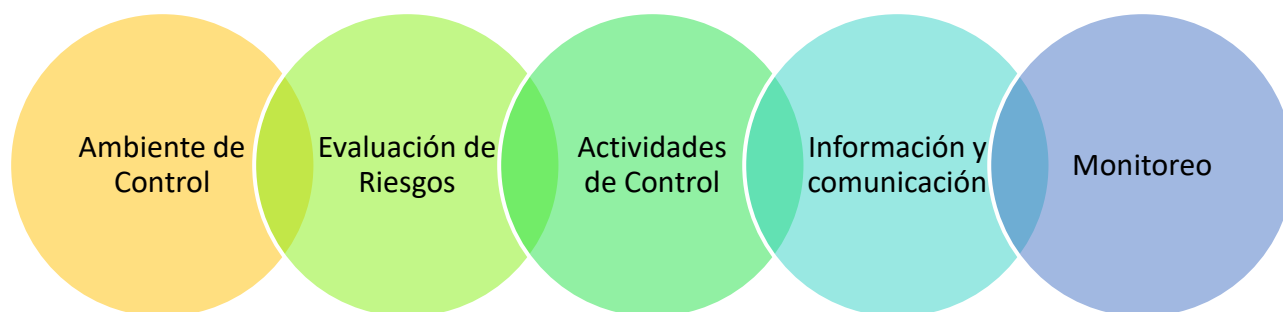 Ambiente de
Control
Evaluación de
Riesgos
Actividades
de Control
Información y
comunicación
Monitoreo